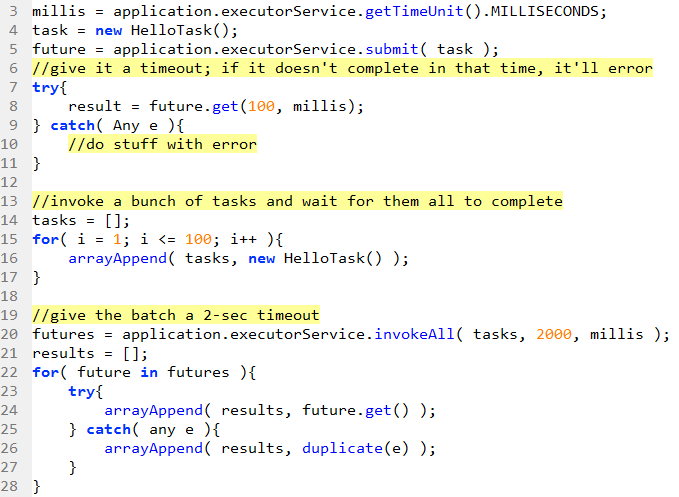 3 millis = application.executorService.getTimeUnit().MILLISECONDS;
4 task = new HelloTask();
5 future = application.executorService.submit( task );
6 //give it a timeout; if it doesn't complete in that time, it'll error
7 try{
8     result = future.get(100, millis);
9 } catch( Any e ){
10     //do stuff with error
11 }
12
13 //invoke a bunch of tasks and wait for them all to complete
14 tasks = [];
15 for( i = 1; i <= 100; i++ ){
16     arrayAppend( tasks, new HelloTask() );
17 }
18
19 //give the batch a 2-sec timeout
20 futures = application.executorService.invokeAll( tasks, 2000, millis );
21 results = [];
22 for( future in futures ){
23     try{
24         arrayAppend( results, future.get() );
25     } catch( any e ){
26         arrayAppend( results, duplicate(e) );
27     }
28 }